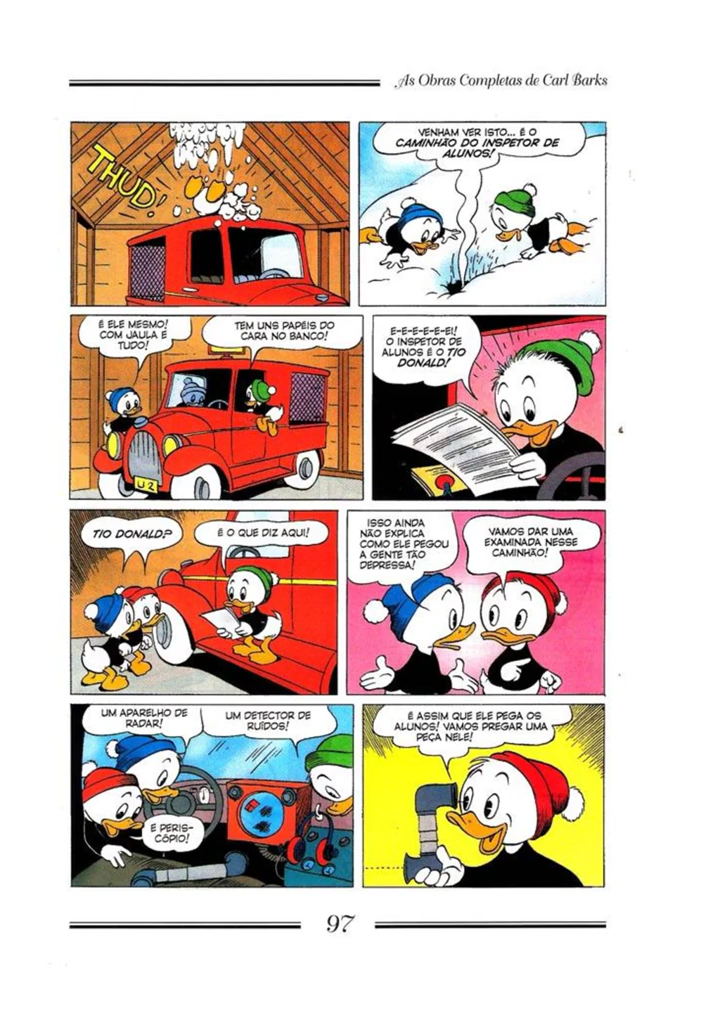 As Obras Completas de Carl Barks
THUD!
VENHAM VER ISTO... É O
CAMINHÃO DO INSPETOR DE
ALUNOS!
É ELE MESMO!
COM JAULA E
TUDO!
TEM UNS PAPÉIS DO
CARA NO BANCO!
U 2
E-E-E-E-E-EI!
O INSPETOR DE
ALUNOS É O TIO
DONALD!
TIO DONALD?
É O QUE DIZ AQUI!
ISSO AINDA
NÃO EXPLICA
COMO ELE PEGOU
A GENTE TÃO
DEPRESSA!
VAMOS DAR UMA
EXAMINADA NESSE
CAMINHÃO!
UM APARELHO DE
RADAR!
UM DETECTOR DE
RUÍDOS!
E PERIS-
CÓPIO!
É ASSIM QUE ELE PEGA OS
ALUNOS! VAMOS PREGAR UMA
PEÇA NELE!
97